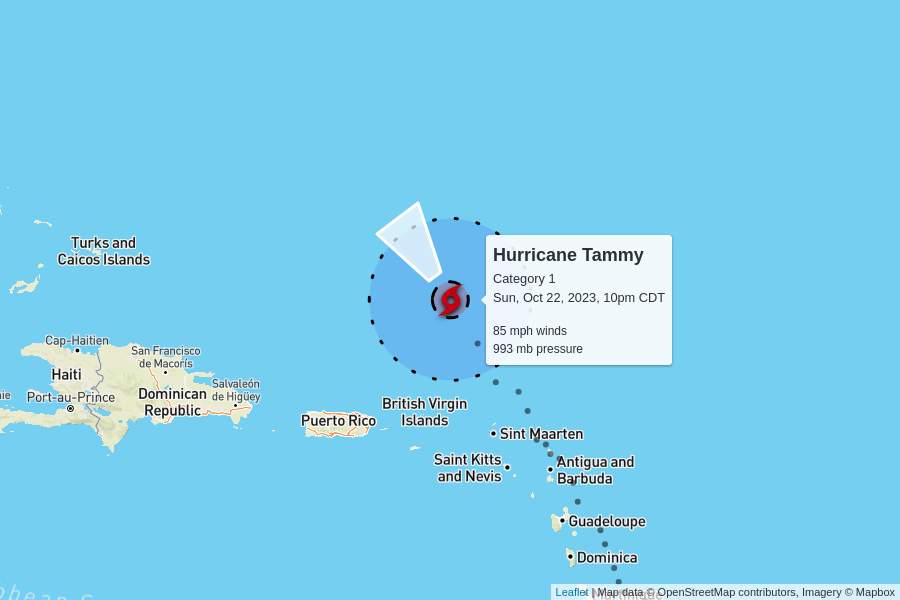 Turks and
Caicos Islands
Hurricane Tammy
Category 1
Sun, Oct 22, 2023, 10pm CDT
85 mph winds
993 mb pressure
Cap-Haitien
San Francisco
de Macorís
Haiti
Salvaleón
de Higüey
Port-au-Prince
Dominican
Republic
British Virgin
Islands
Puerto Rico
Sint Maarten
Saint Kitts
and Nevis
Antigua and
Barbuda
Guadeloupe
Dominica
Martinique
Leaflet | Map data © OpenStreetMap contributors, Imagery © Mapbox